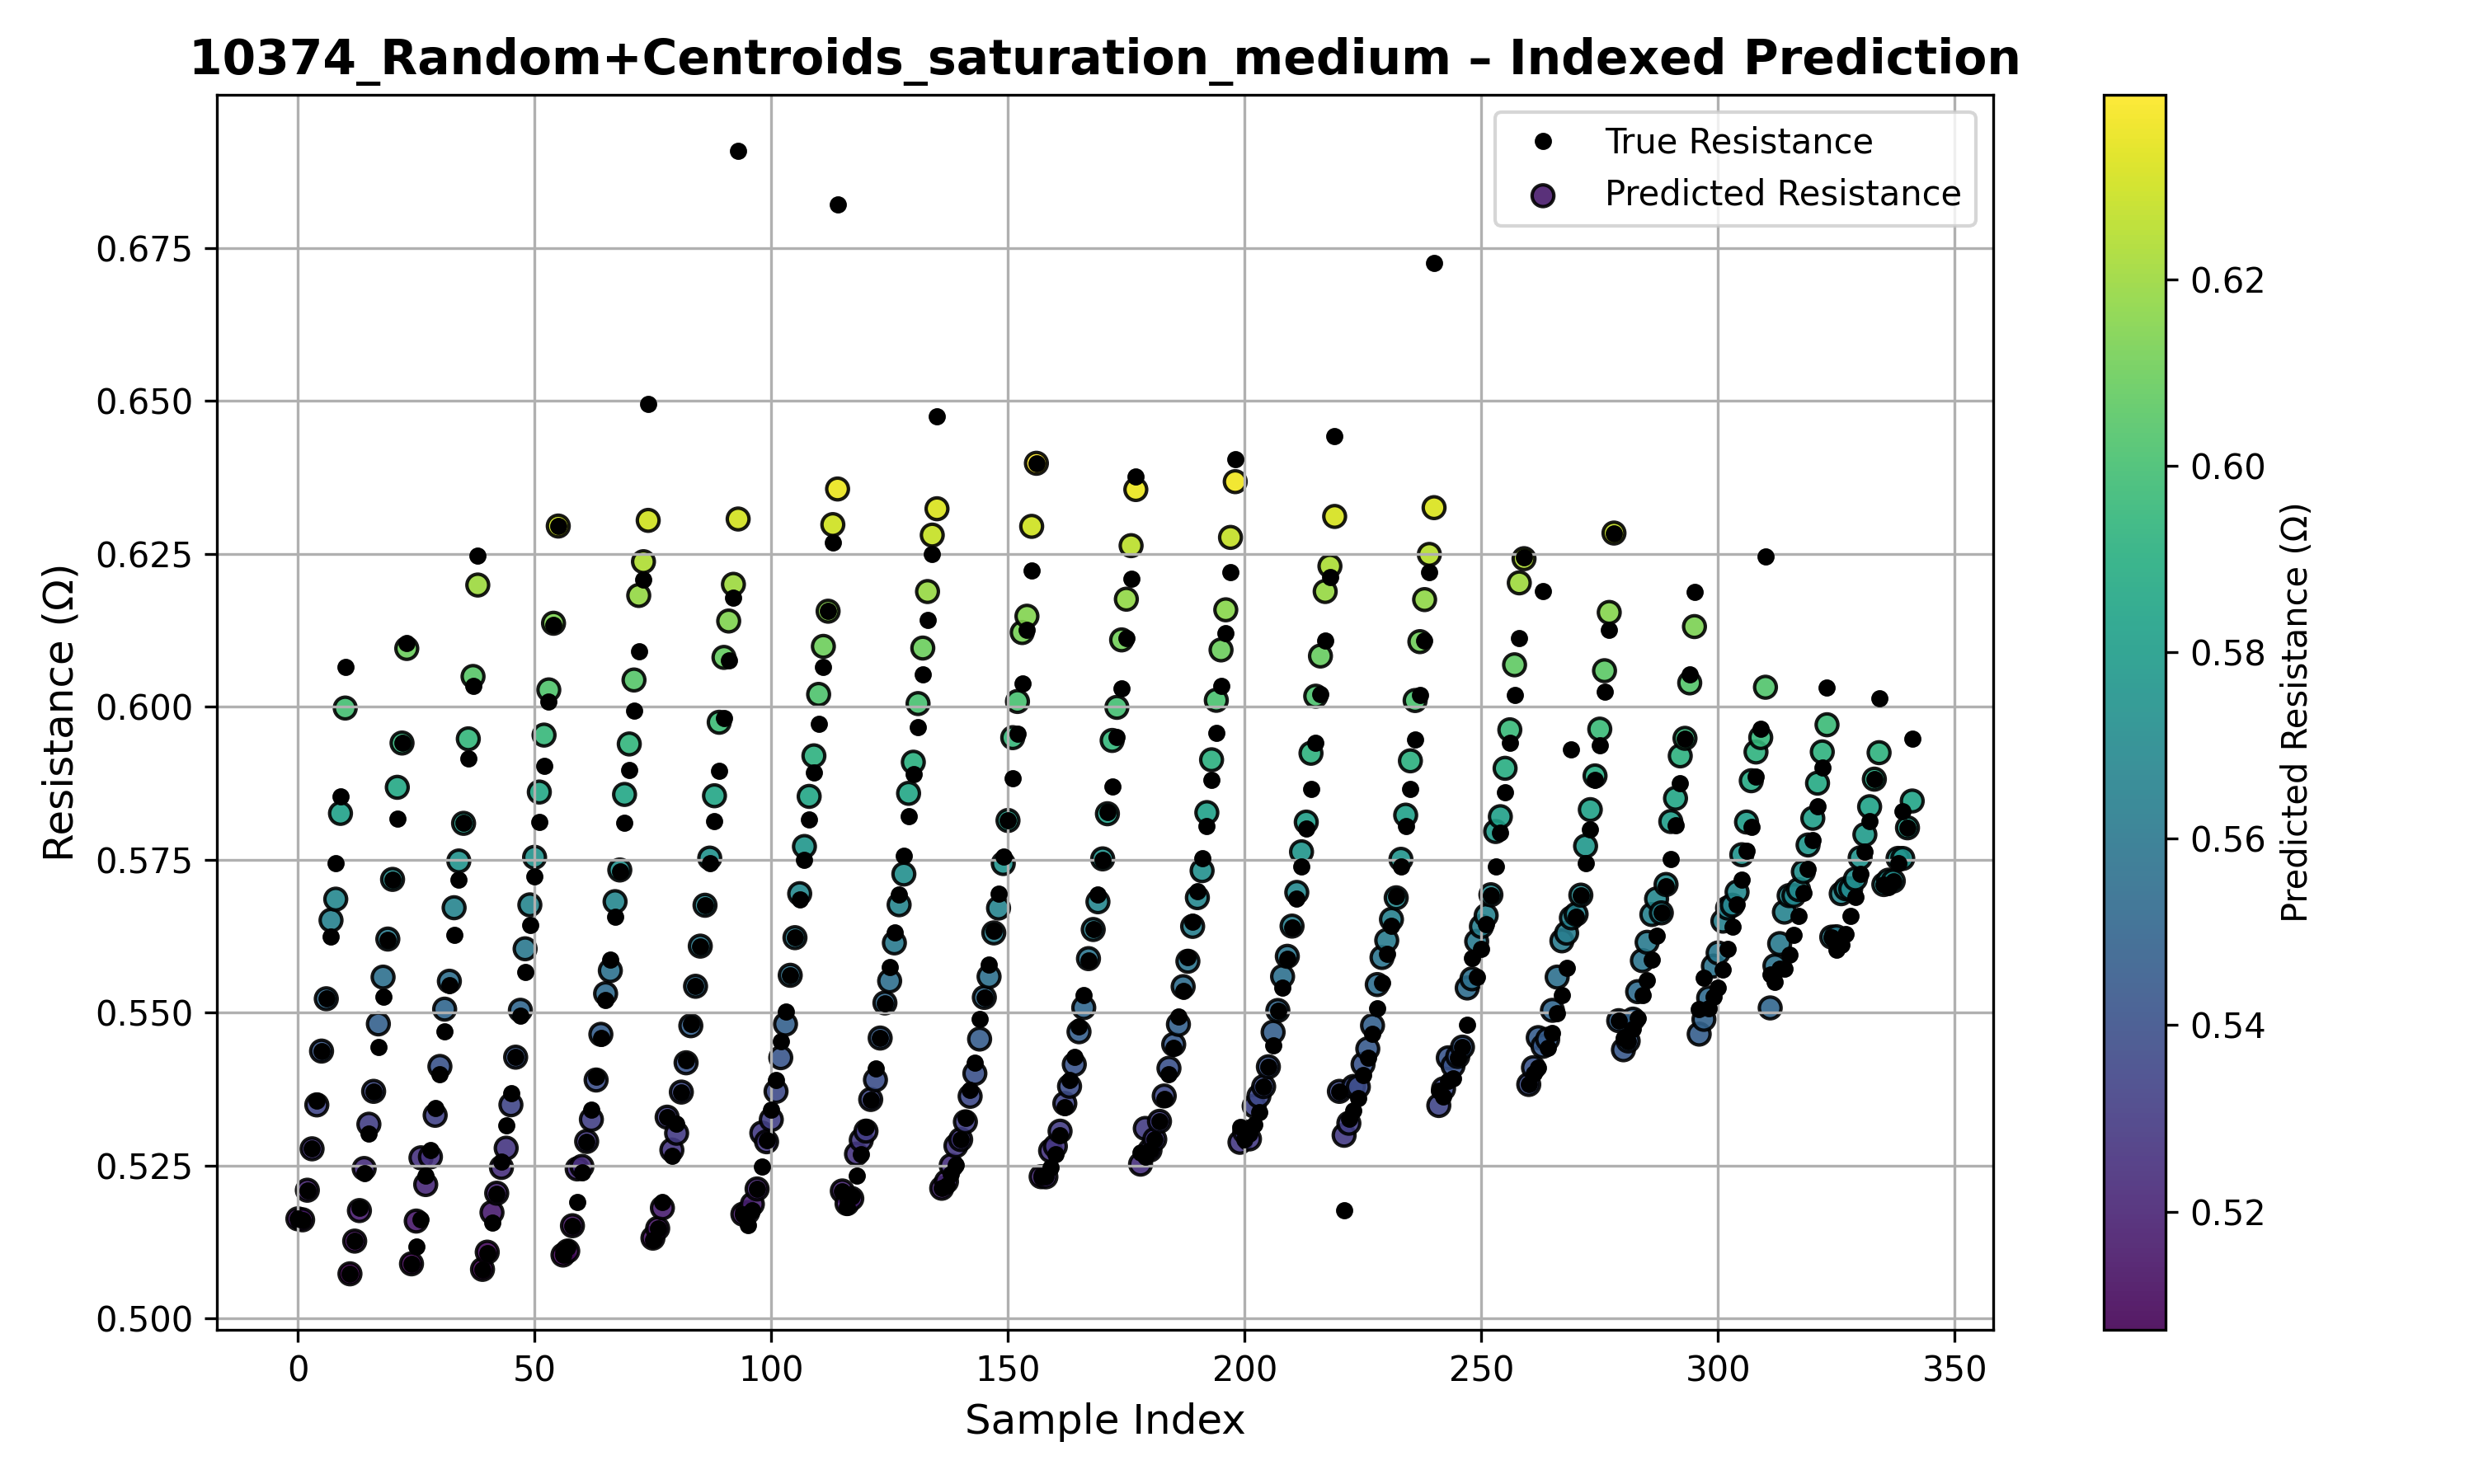 10374_Random+Centroids_saturation_medium – Indexed Prediction
True Resistance
Predicted Resistance
Resistance (Ω)
0.675
0.650
0.625
0.600
0.575
0.550
0.525
0.500
0 50 100 150 200 250 300 350
Sample Index
0.62
0.60
0.58
0.56
0.54
0.52
Predicted Resistance (Ω)